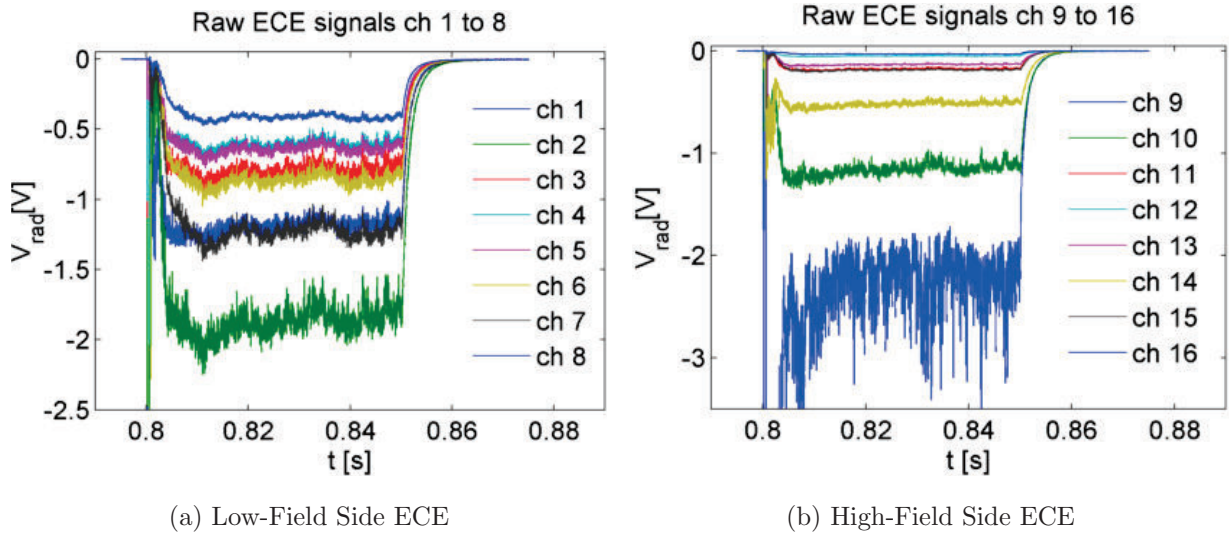 Raw ECE signals ch 1 to 8
0
-0.5
-1
-1.5
-2
-2.5
V_rad[V]
0.8 0.82 0.84 0.86 0.88
t [s]
ch 1
ch 2
ch 3
ch 4
ch 5
ch 6
ch 7
ch 8
(a) Low-Field Side ECE
Raw ECE signals ch 9 to 16
0
-1
-2
-3
V_rad[V]
0.8 0.82 0.84 0.86 0.88
t [s]
ch 9
ch 10
ch 11
ch 12
ch 13
ch 14
ch 15
ch 16
(b) High-Field Side ECE